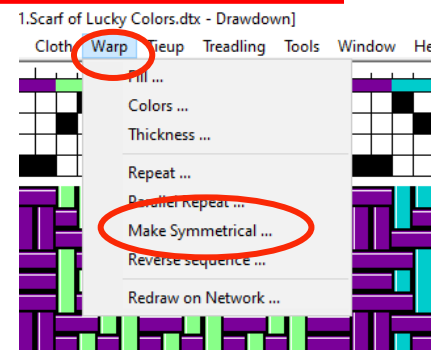 1.Scarf of Lucky Colors.dtx - Drawdown]
Cloth Warp Tieup Treadling Tools Window He
Fill ...
Colors ...
Thickness ...
Repeat ...
Parallel Repeat ...
Make Symmetrical ...
Reverse sequence ...
Redraw on Network ...